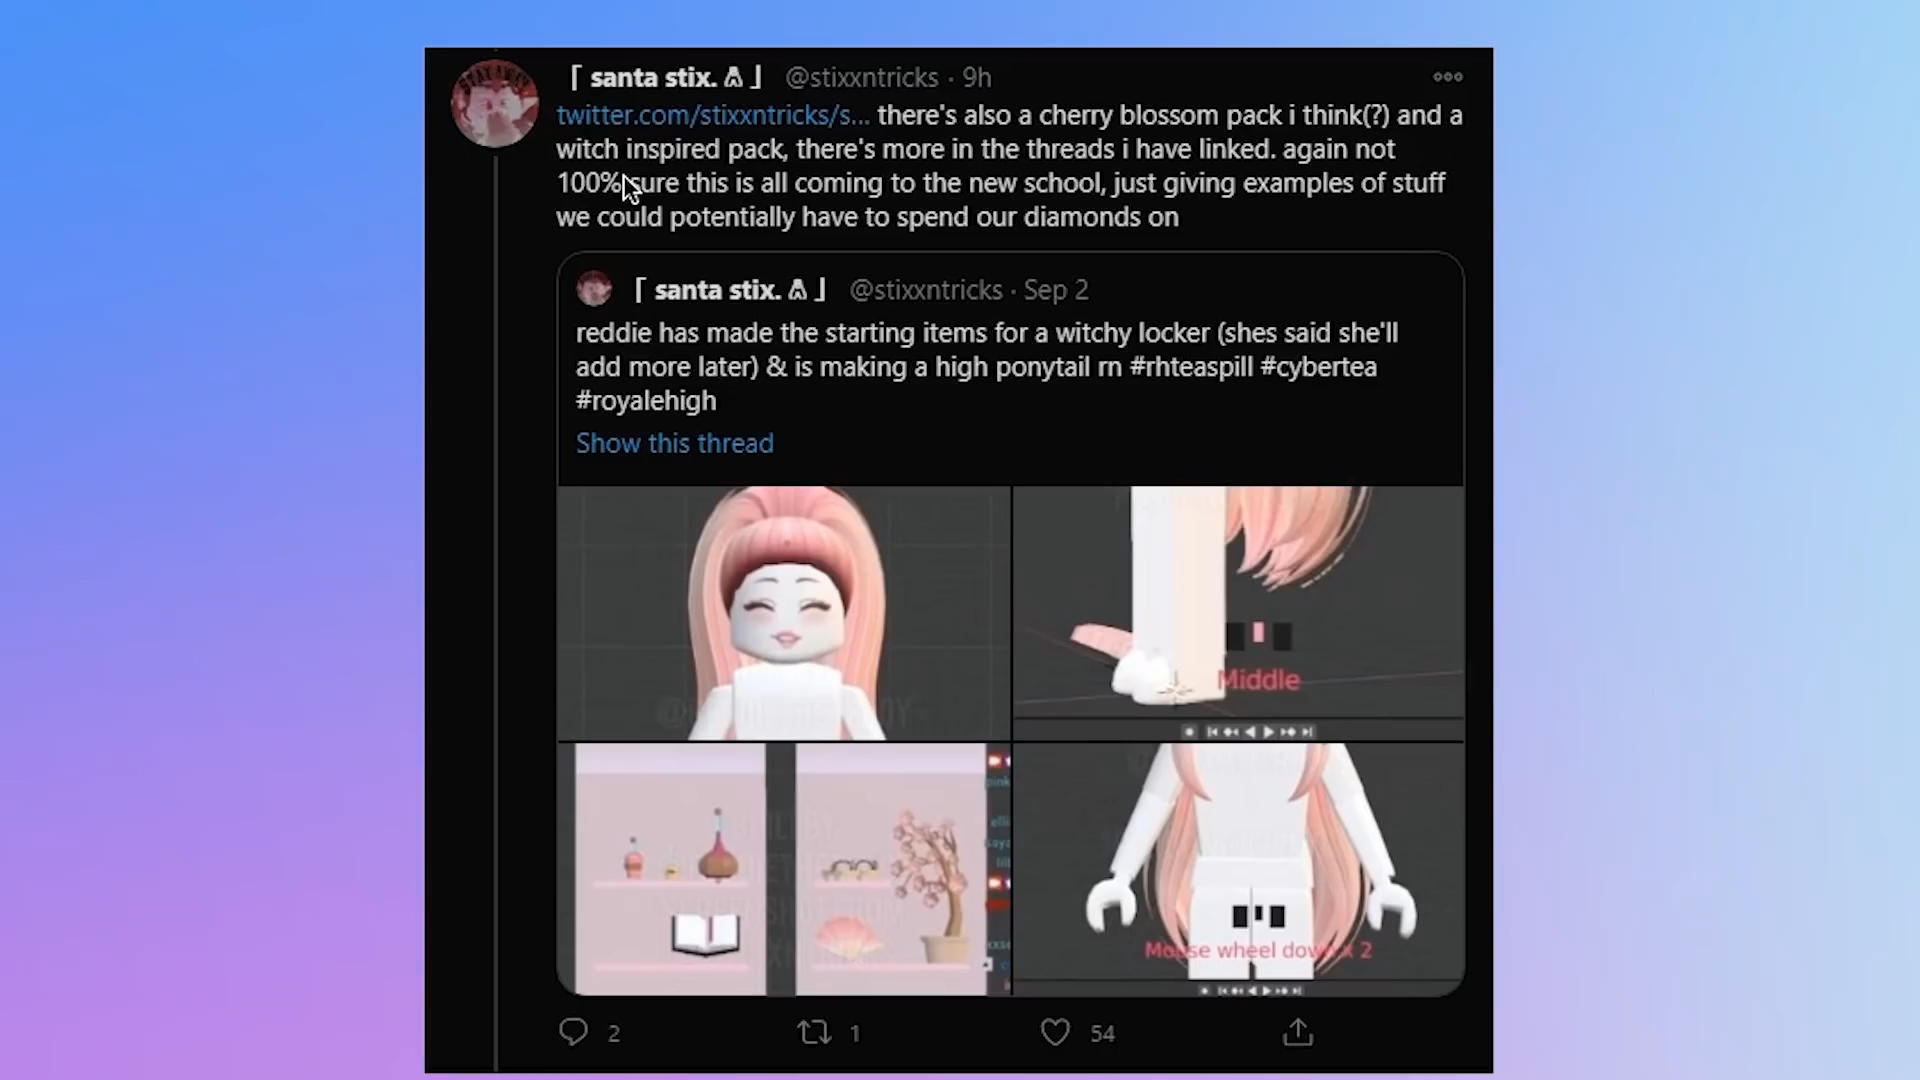 「 santa stix. 🕯 」 @stixxntricks · 9h
twitter.com/stixxntricks/s... there's also a cherry blossom pack i think(?) and a
witch inspired pack, there's more in the threads i have linked. again not
100% sure this is all coming to the new school, just giving examples of stuff
we could potentially have to spend our diamonds on
「 santa stix. 🕯 」 @stixxntricks · Sep 2
reddie has made the starting items for a witchy locker (shes said she'll
add more later) & is making a high ponytail rn #rhteaspill #cybertea
#royalehigh
Show this thread
Middle
Mouse wheel down x 2
2
1
54